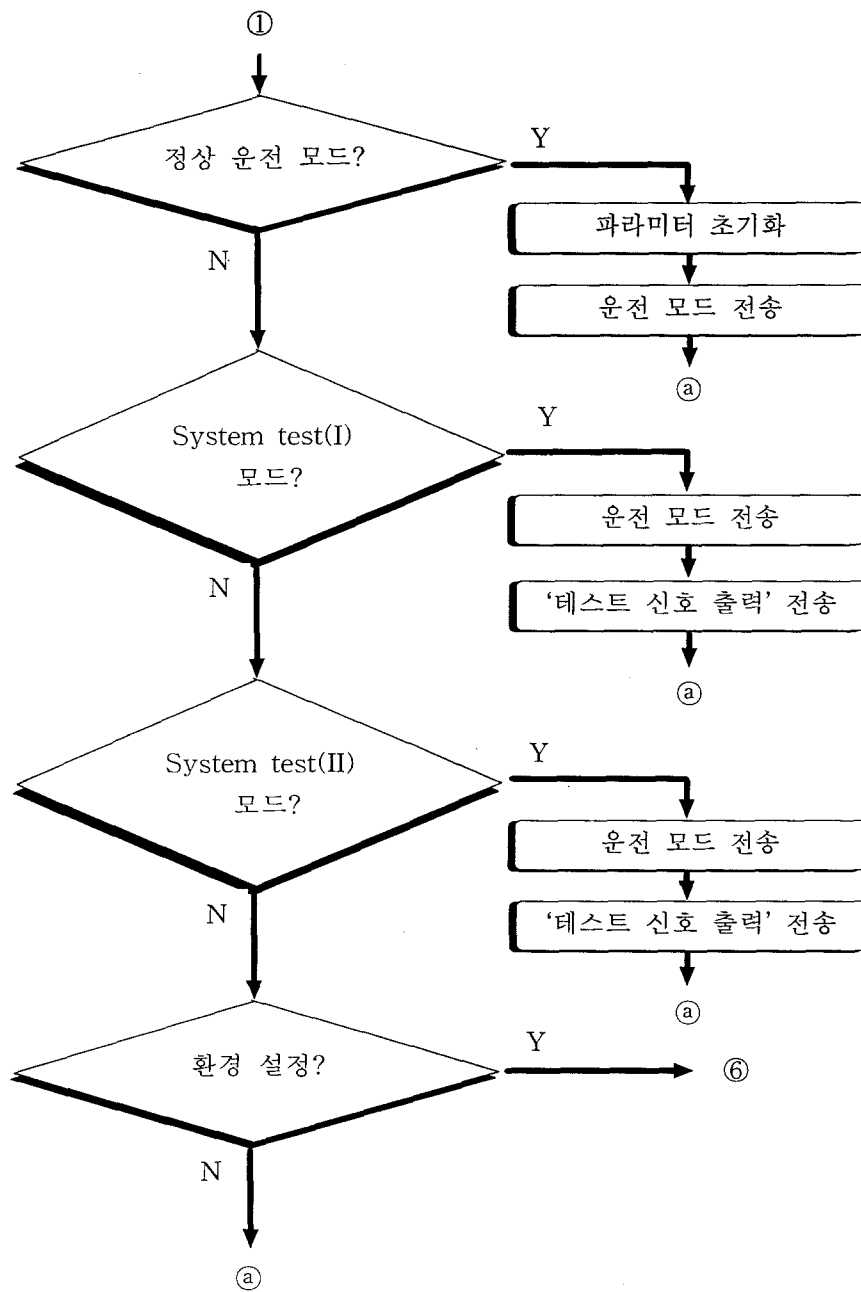 ①
정상 운전 모드?
Y
파라미터 초기화
N
운전 모드 전송
ⓐ
System test(I)
모드?
Y
운전 모드 전송
N
‘테스트 신호 출력’ 전송
ⓐ
System test(II)
모드?
Y
운전 모드 전송
N
‘테스트 신호 출력’ 전송
ⓐ
환경 설정?
Y
⑥
N
ⓐ